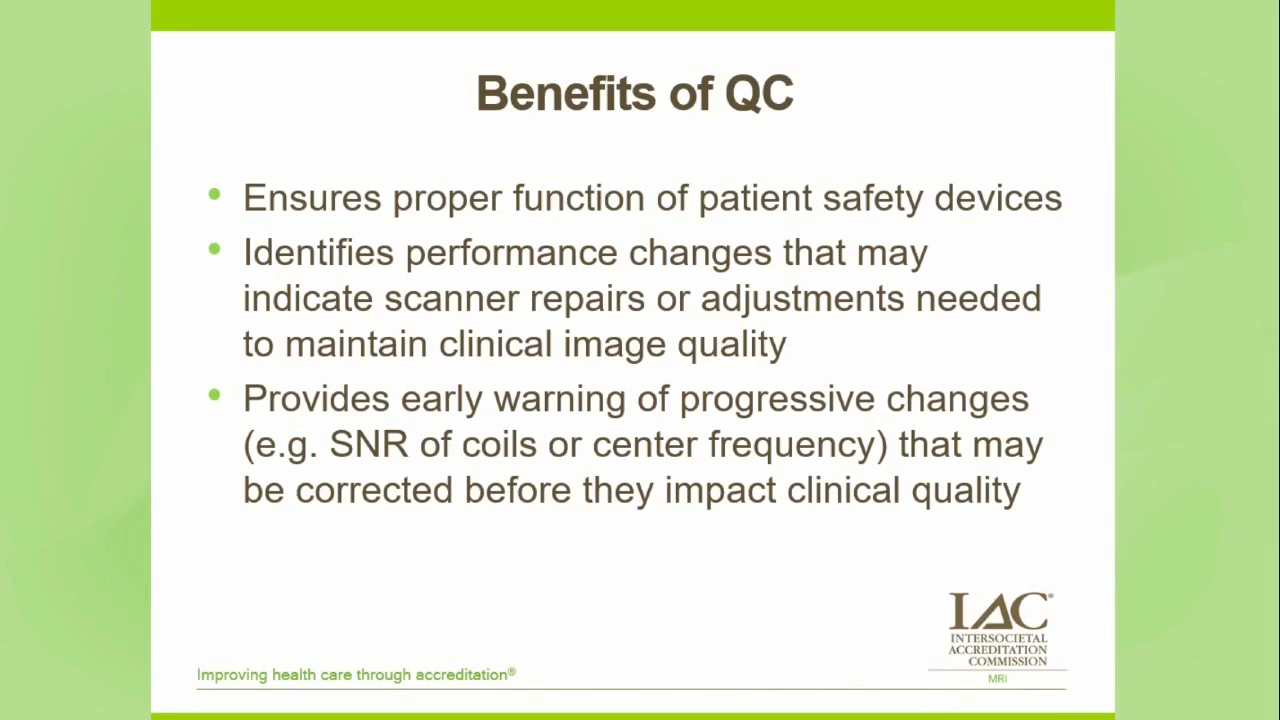 Benefits of QC
• Ensures proper function of patient safety devices
• Identifies performance changes that may
indicate scanner repairs or adjustments needed
to maintain clinical image quality
• Provides early warning of progressive changes
(e.g. SNR of coils or center frequency) that may
be corrected before they impact clinical quality
IAC®
INTERSOCIETAL
ACCREDITATION
COMMISSION
MRI
Improving health care through accreditation®